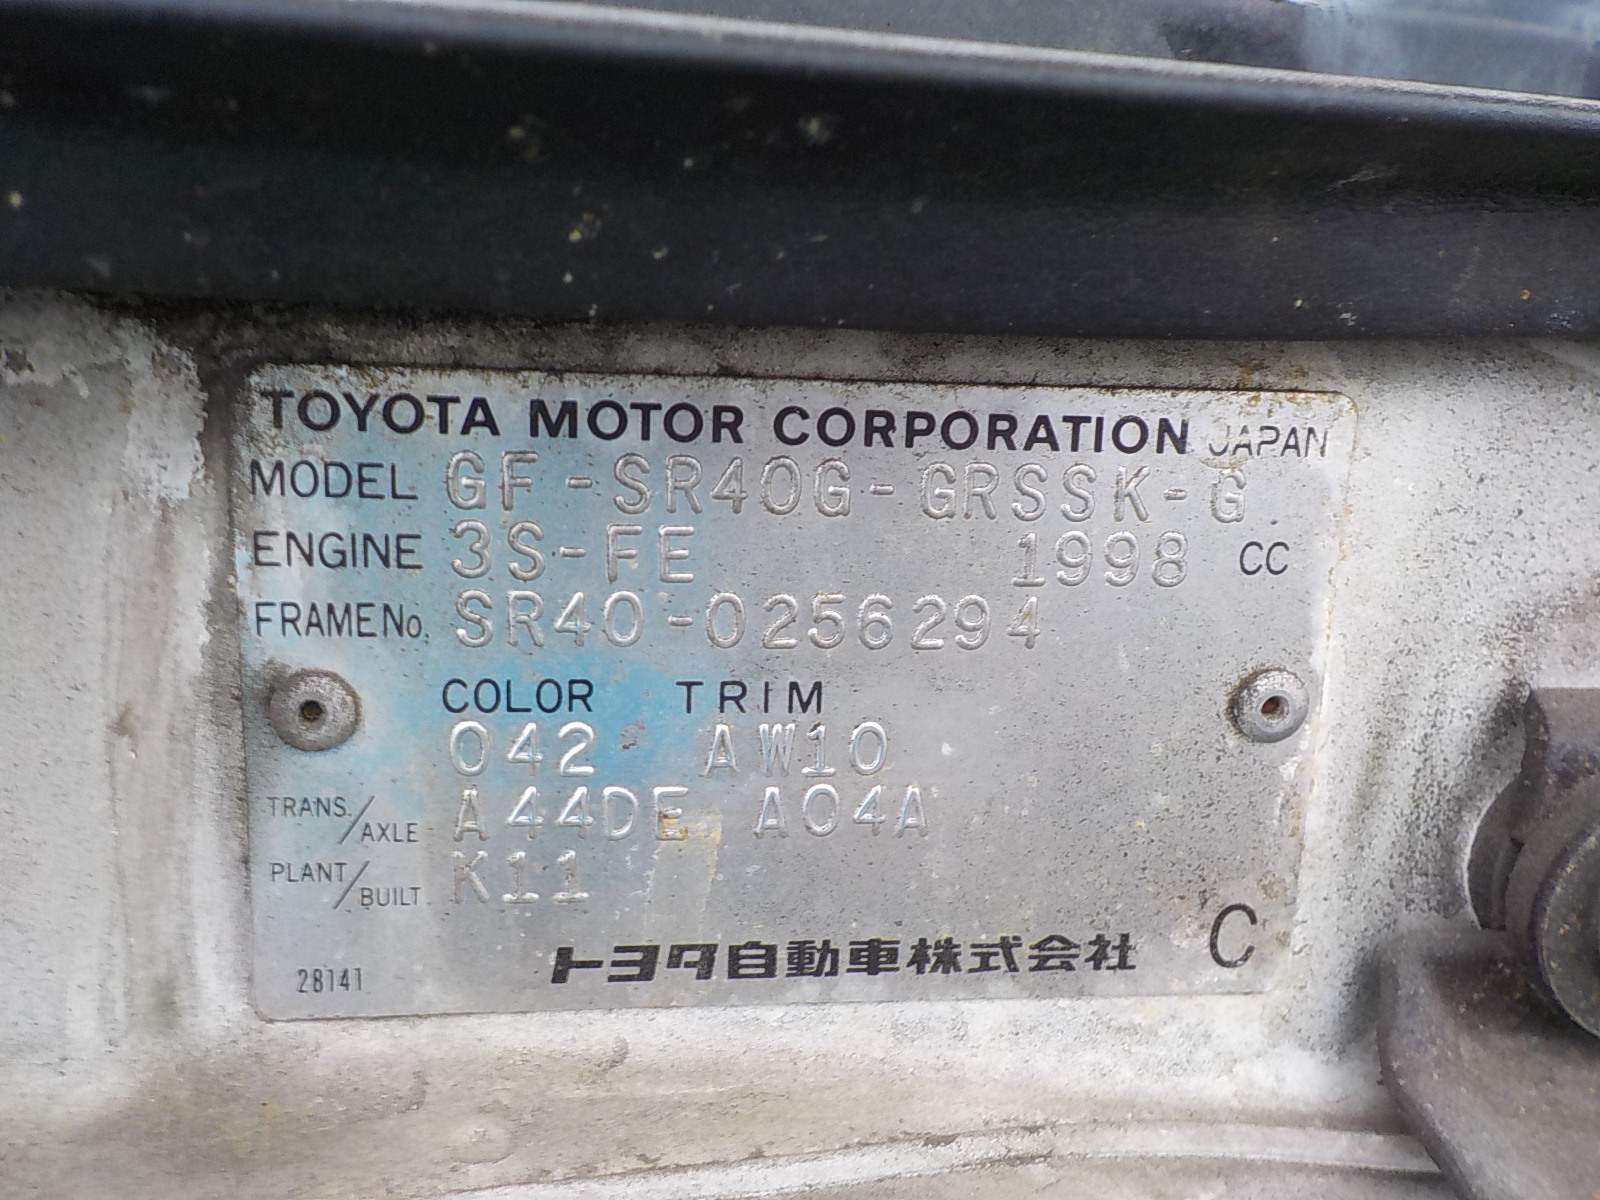 TOYOTA MOTOR CORPORATION JAPAN
MODEL GF-SR40G-GRSSK-G
ENGINE 3S-FE 1998 CC
FRAME No. SR40-0256294
COLOR TRIM
042 AW10
TRANS./AXLE A44DE A04A
PLANT/BUILT K11
トヨタ自動車株式会社 C
28141